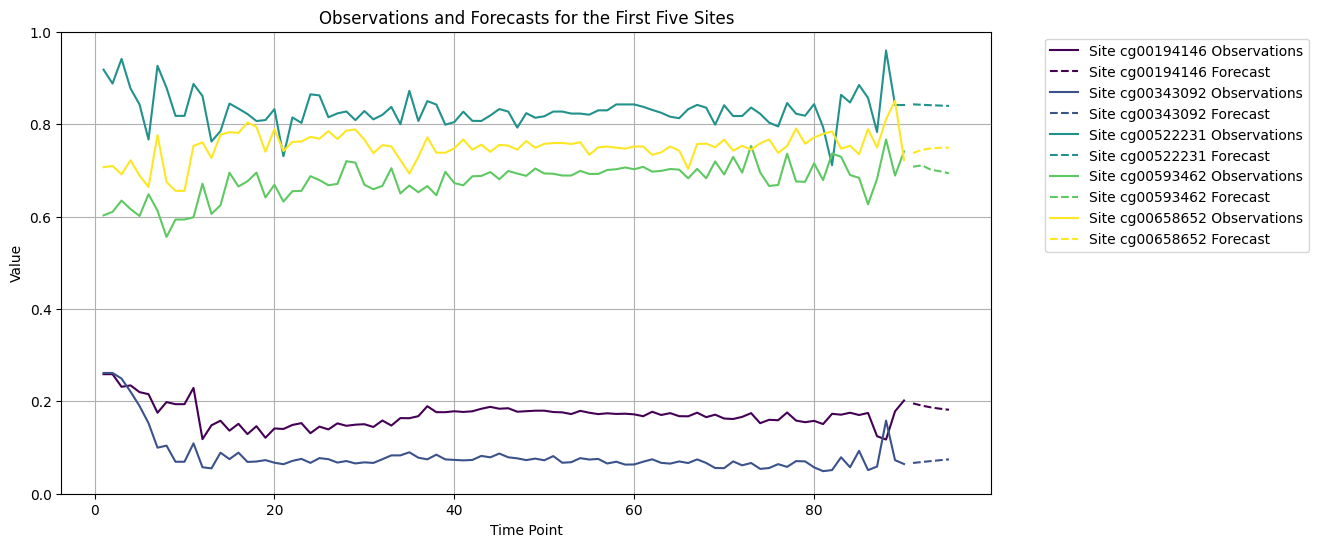 Observations and Forecasts for the First Five Sites
1.0
0.8
0.6
0.4
0.2
0.0
Value
0
20
40
60
80
Time Point
Site cg00194146 Observations
Site cg00194146 Forecast
Site cg00343092 Observations
Site cg00343092 Forecast
Site cg00522231 Observations
Site cg00522231 Forecast
Site cg00593462 Observations
Site cg00593462 Forecast
Site cg00658652 Observations
Site cg00658652 Forecast